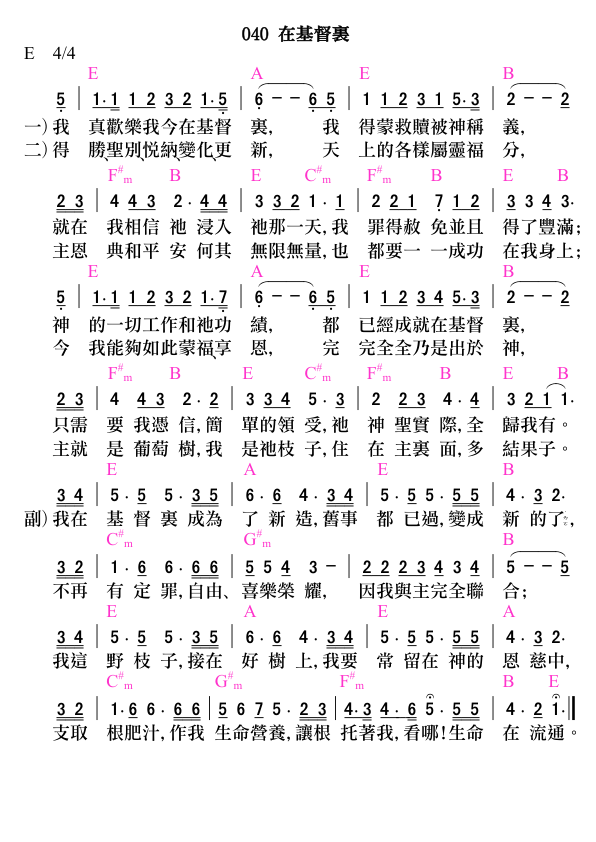 040 在基督裏
E 4/4
E A E B
5 | 1·1 1 2 3 2 1·5 | 6 – – 6 5 | 1 1 2 3 1 5·3 | 2 – – 2
一)我 真歡樂我今在基督 裏, 我 得蒙救贖被神稱 義,
二)得 勝聖別、悦納、變化、更 新, 天 上的各樣屬靈福 分,
F#m B E C#m F#m B E B
2 3 | 4 4 3 2· 4 4 | 3 3 2 1· 1 | 2 2 1 7 1 2 | 3 3 4 3·
就在 我相信 祂 浸入 祂那一天,我 罪得赦 免並且 得了豐滿;
主恩 典和平 安 何其 無限無量,也 都要一 一成功 在我身上;
E A E B
5 | 1·1 1 2 3 2 1·7 | 6 – – 6 5 | 1 1 2 3 4 5·3 | 2 – – 2
神 的一切工作和祂功 績, 都 已經成就在基督 裏,
今 我能夠如此蒙福、享 恩, 完 完全全乃是出於 神,
F#m B E C#m F#m B E B
2 3 | 4 4 3 2· 2 | 3 3 4 5· 3 | 2 2 3 4· 4 | 3 2 1 1·
只需 要 我憑 信,簡 單的領 受,祂 神 聖實 際,全 歸我有。
主就 是 葡萄 樹,我 是祂枝 子,住 在 主裏 面,多 結果子。
E A E B
3 4 | 5· 5 5 · 3 5 | 6· 6 4 · 3 4 | 5· 5 5 · 5 5 | 4· 3 2·
副)我在 基 督 裏 成為 了 新 造,舊事 都 已過,變成 新 的了,
C#m G#m B
3 2 | 1· 6 6 · 6 6 | 5 5 4 3 – | 2 2 2 3 4 3 4 | 5 – – 5
不再 有 定 罪,自由、 喜樂榮 耀, 因我與主完全聯 合;
E A E A
3 4 | 5· 5 5 · 3 5 | 6· 6 4 · 3 4 | 5· 5 5 · 5 5 | 4· 3 2·
我這 野 枝 子,接在 好 樹 上,我要 常 留在 神的 恩 慈中,
C#m G#m F#m B E
3 2 | 1· 6 6 · 6 6 | 5 6 7 5 · 2 3 | 4·3 4·6 5 · 5 5 | 4· 2 1·
支取 根肥汁,作我 生命營養,讓根 托著我,看哪!生命 在 流通。